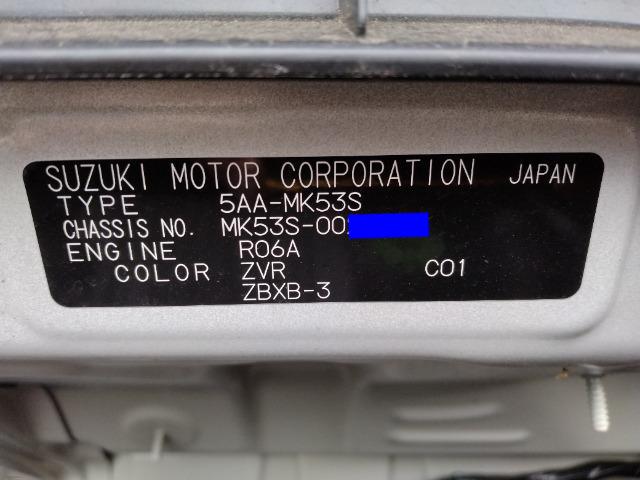 SUZUKI MOTOR CORPORATION JAPAN
TYPE 5AA-MK53S
CHASSIS NO. MK53S-00
ENGINE R06A
COLOR ZVR C01
ZBXB-3